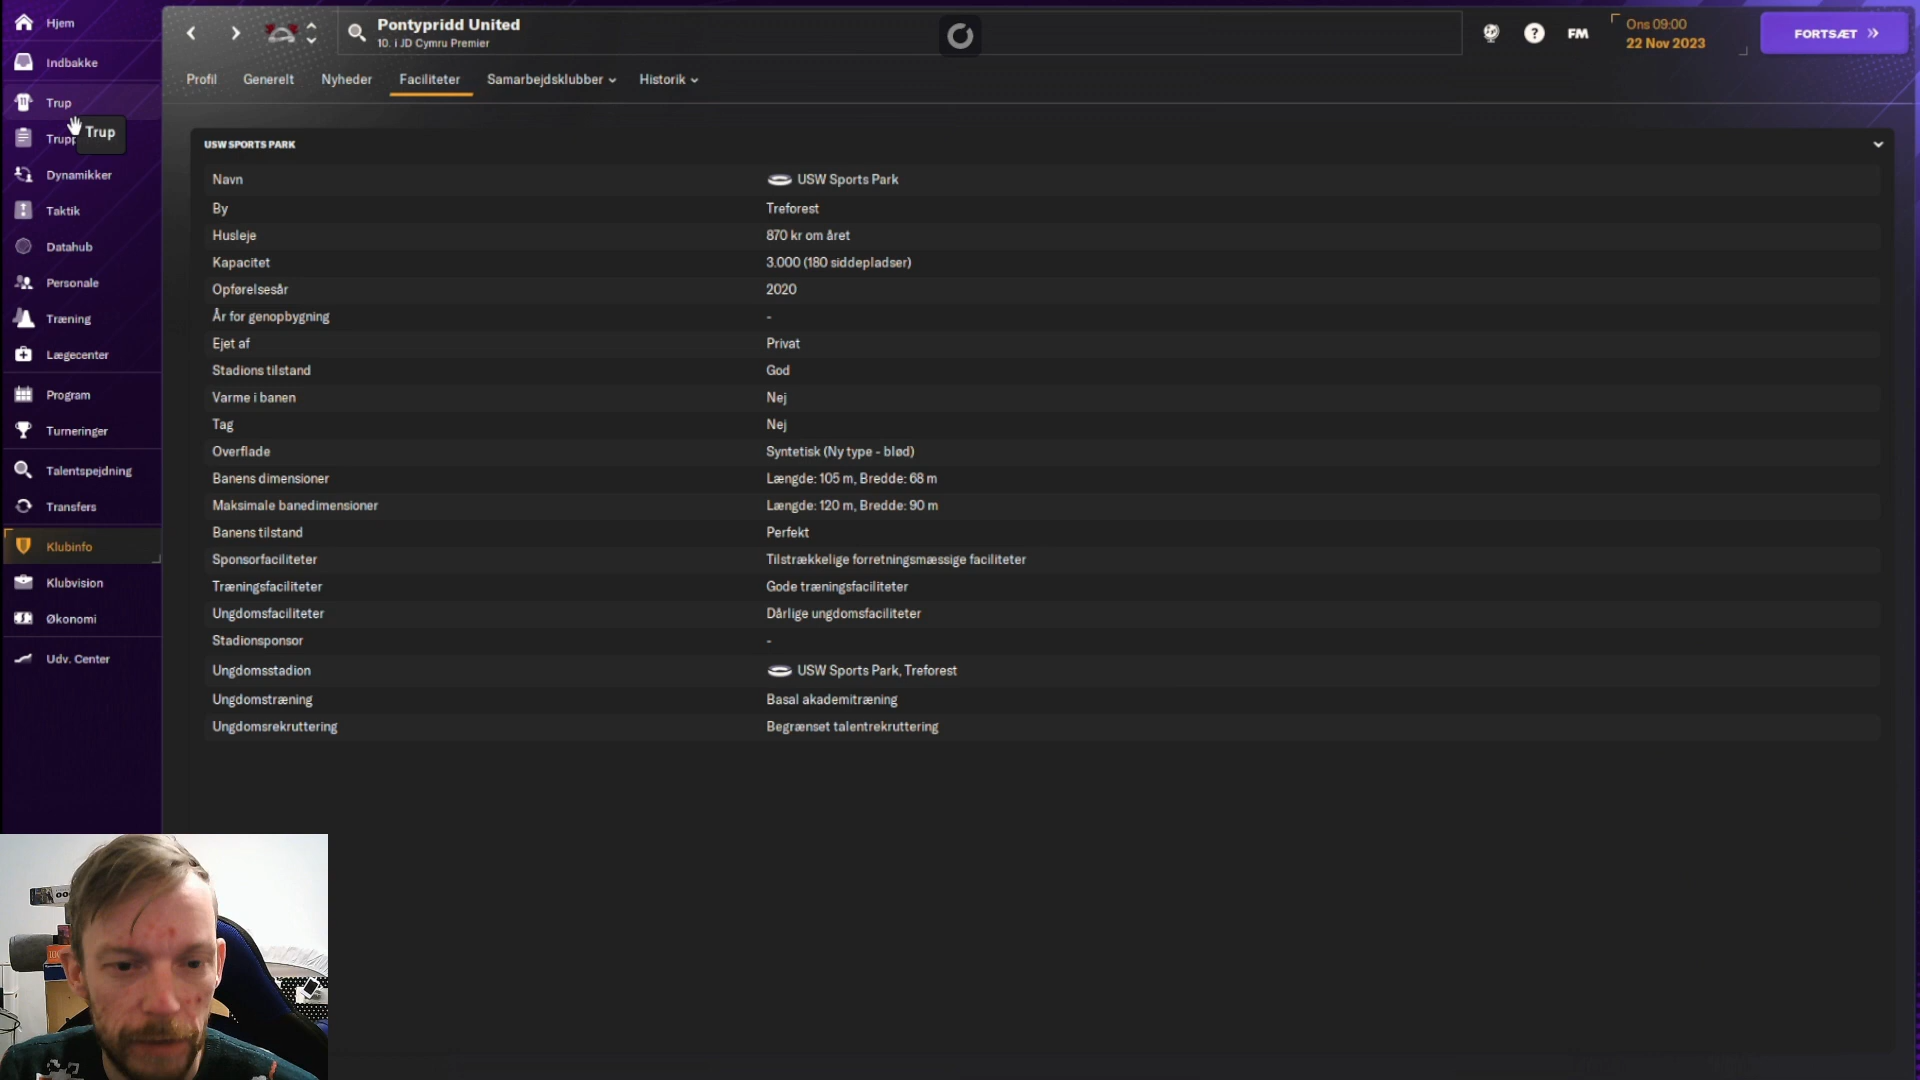 Hjem
Indbakke
Trup
Trup
Dynamikker
Taktik
Datahub
Personale
Træning
Lægecenter
Program
Turneringer
Talentspejdning
Transfers
Klubinfo
Klubvision
Økonomi
Udv. Center
Pontypridd United
10. i JD Cymru Premier
FM
Ons 09:00
22 Nov 2023
FORTSÆT
Profil
Generelt
Nyheder
Faciliteter
Samarbejdsklubber
Historik
USW SPORTS PARK
Navn USW Sports Park
By Treforest
Husleje 870 kr om året
Kapacitet 3.000 (180 siddepladser)
Opførelsesår 2020
År for genopbygning -
Ejet af Privat
Stadions tilstand God
Varme i banen Nej
Tag Nej
Overflade Syntetisk (Ny type - blød)
Banens dimensioner Længde: 105 m, Bredde: 68 m
Maksimale banedimensioner Længde: 120 m, Bredde: 90 m
Banens tilstand Perfekt
Sponsorfaciliteter Tilstrækkelige forretningsmæssige faciliteter
Træningsfaciliteter Gode træningsfaciliteter
Ungdomsfaciliteter Dårlige ungdomsfaciliteter
Stadionsponsor -
Ungdomsstadion USW Sports Park, Treforest
Ungdomstræning Basal akademitræning
Ungdomsrekruttering Begrænset talentrekruttering